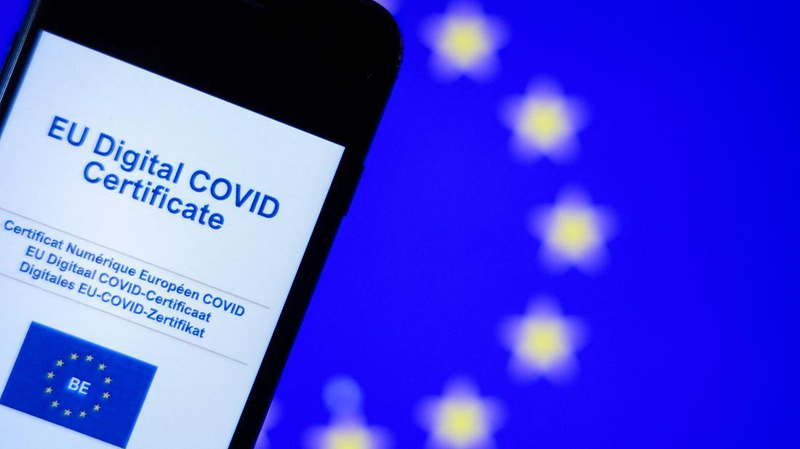 EU Digital COVID
Certificate
Certificat Numérique Européen COVID
EU Digitaal COVID-Certificaat
Digitales EU-COVID-Zertifikat
BE